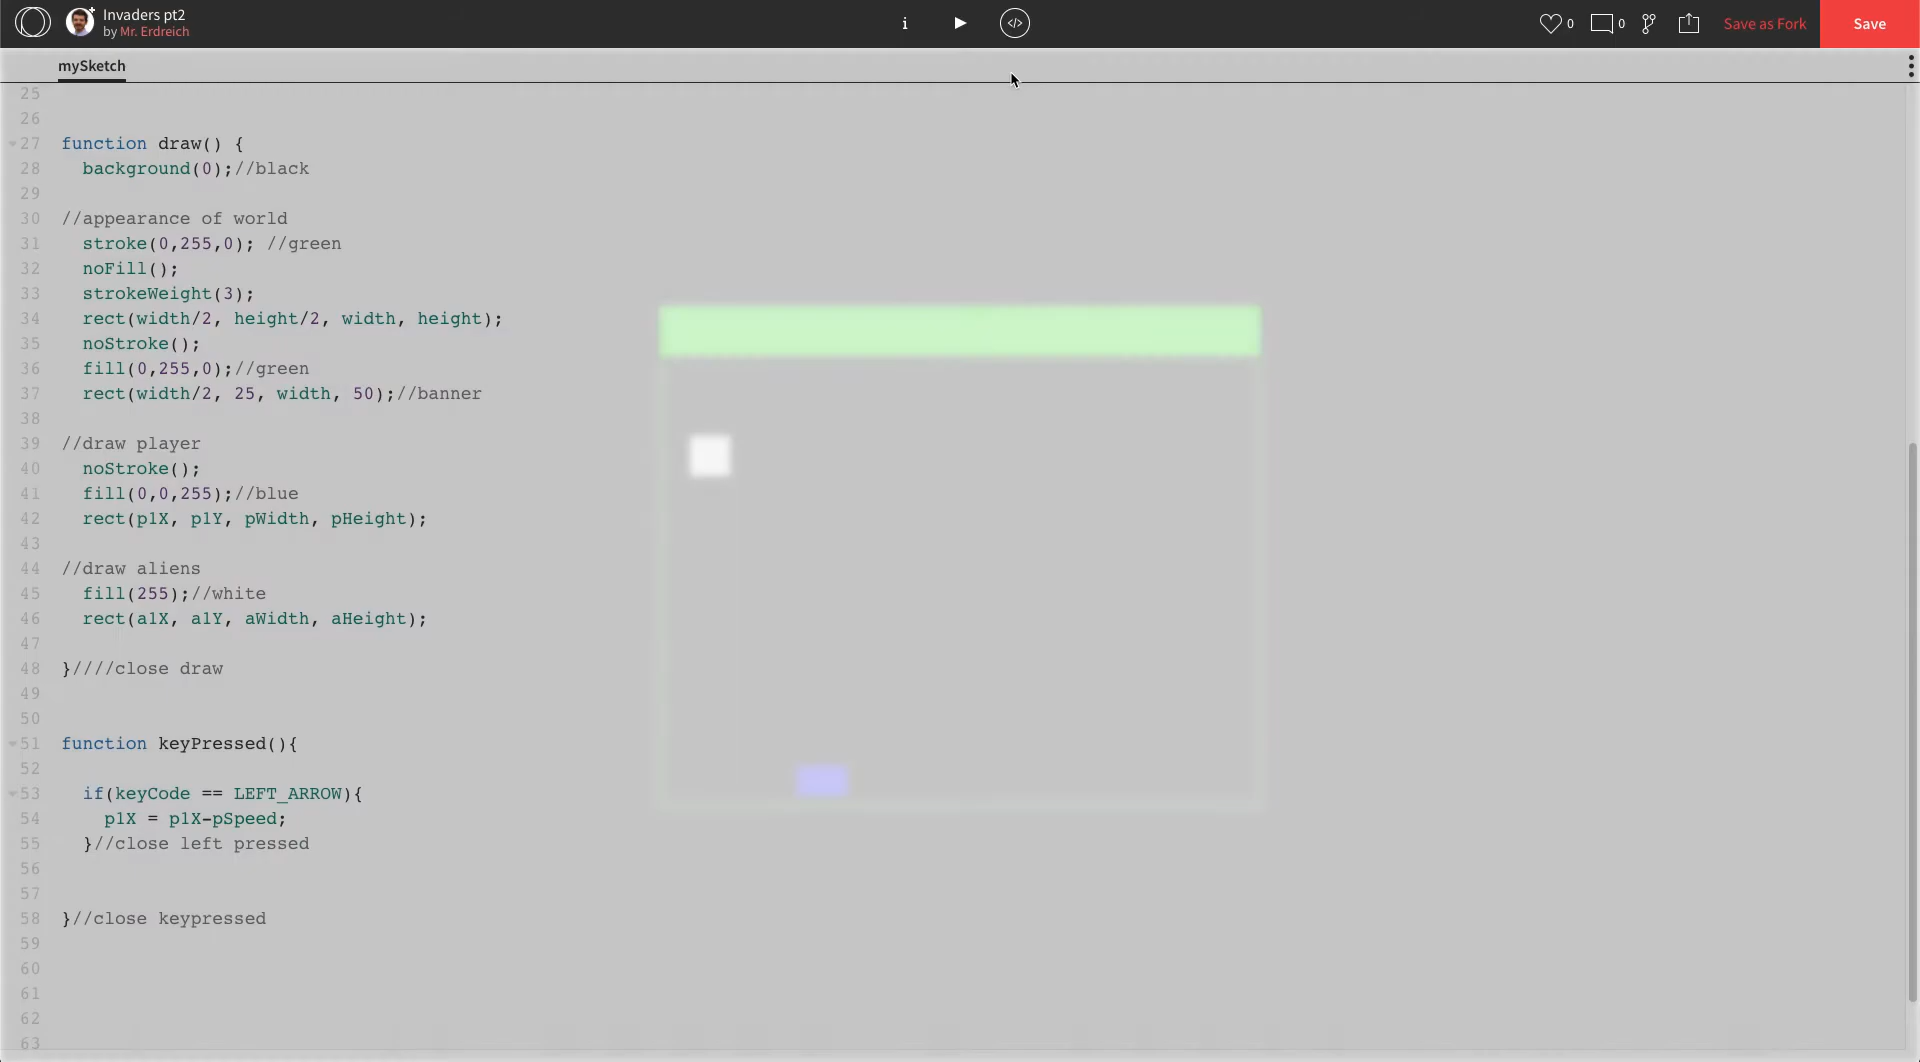 Invaders pt2
by Mr. Erdreich
i
</>
0
0
Save as Fork
Save
mySketch
25
26
27 function draw() {
28 background(0);//black
29
30 //appearance of world
31 stroke(0,255,0); //green
32 noFill();
33 strokeWeight(3);
34 rect(width/2, height/2, width, height);
35 noStroke();
36 fill(0,255,0);//green
37 rect(width/2, 25, width, 50);//banner
38
39 //draw player
40 noStroke();
41 fill(0,0,255);//blue
42 rect(p1X, p1Y, pWidth, pHeight);
43
44 //draw aliens
45 fill(255);//white
46 rect(a1X, a1Y, aWidth, aHeight);
47
48 }////close draw
49
50
51 function keyPressed(){
52
53 if(keyCode == LEFT_ARROW){
54 p1X = p1X-pSpeed;
55 }//close left pressed
56
57
58 }//close keypressed
59
60
61
62
63